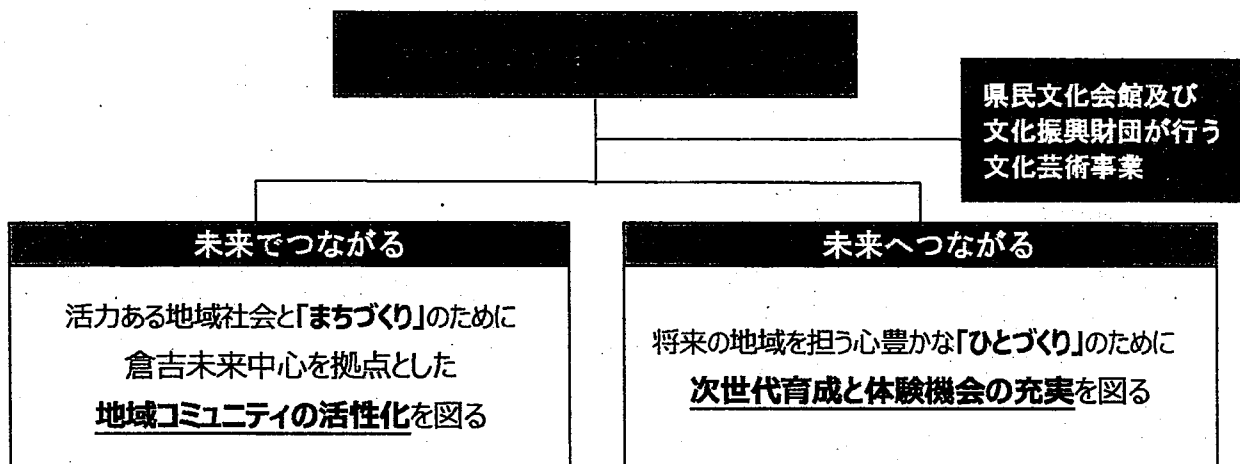 県民文化会館及び
文化振興財団が行う
文化芸術事業
未来でつながる
活力ある地域社会と「まちづくり」のために
倉吉未来中心を拠点とした
地域コミュニティの活性化を図る
未来へつながる
将来の地域を担う心豊かな「ひとづくり」のために
次世代育成と体験機会の充実を図る